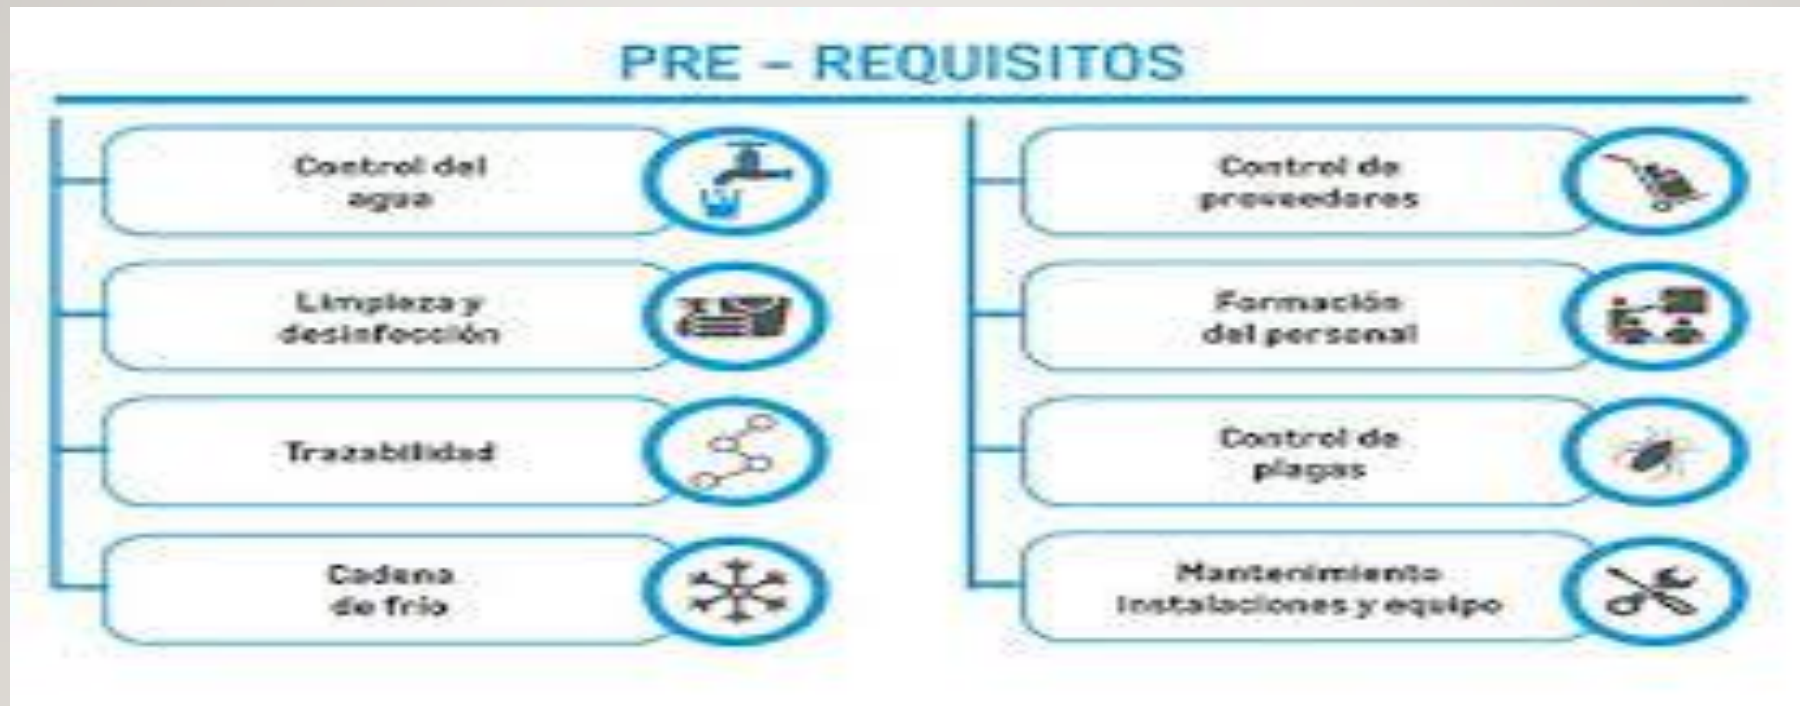 PRE - REQUISITOS
Control del
agua
Limpieza y
desinfección
Trazabilidad
Cadena
de frío
Control de
proveedores
Formación
del personal
Control de
plagas
Mantenimiento
instalaciones y equipo